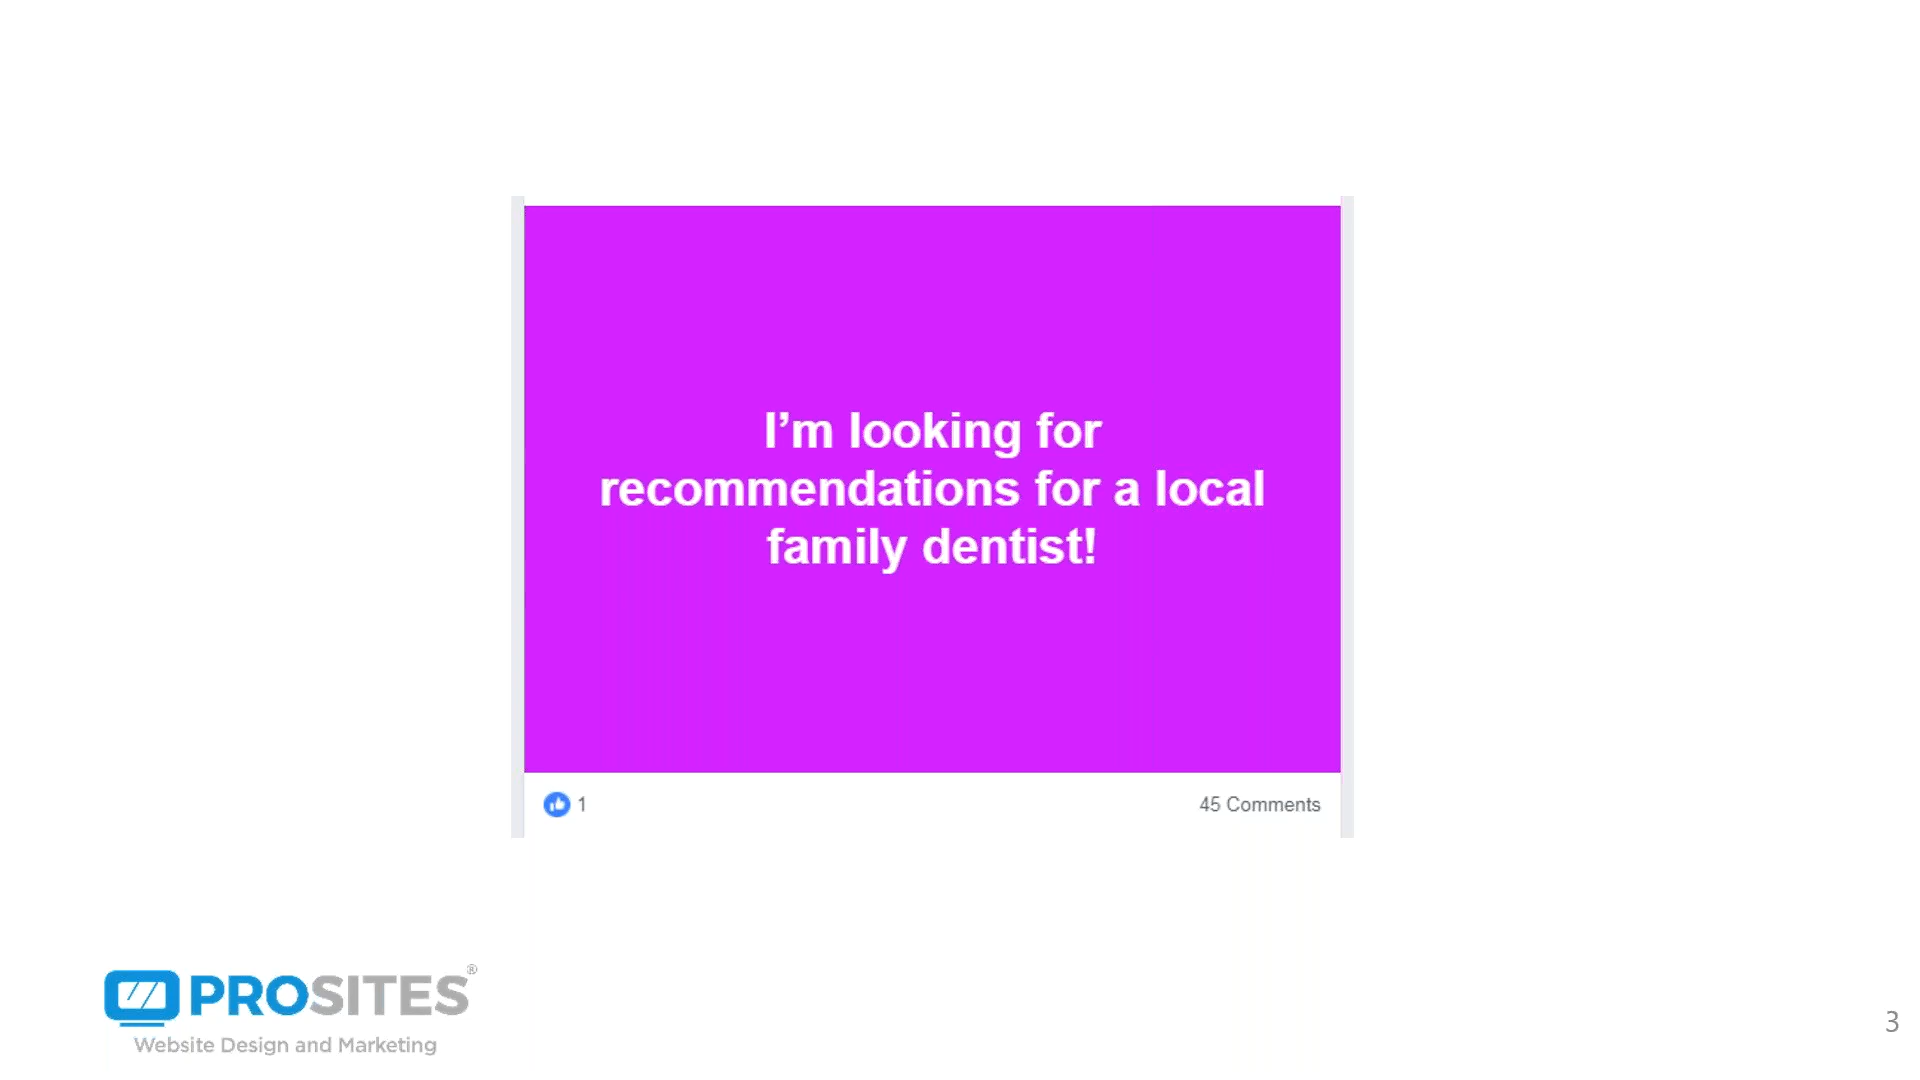 I'm looking for
recommendations for a local
family dentist!
1
45 Comments
PROSITES®
Website Design and Marketing
3